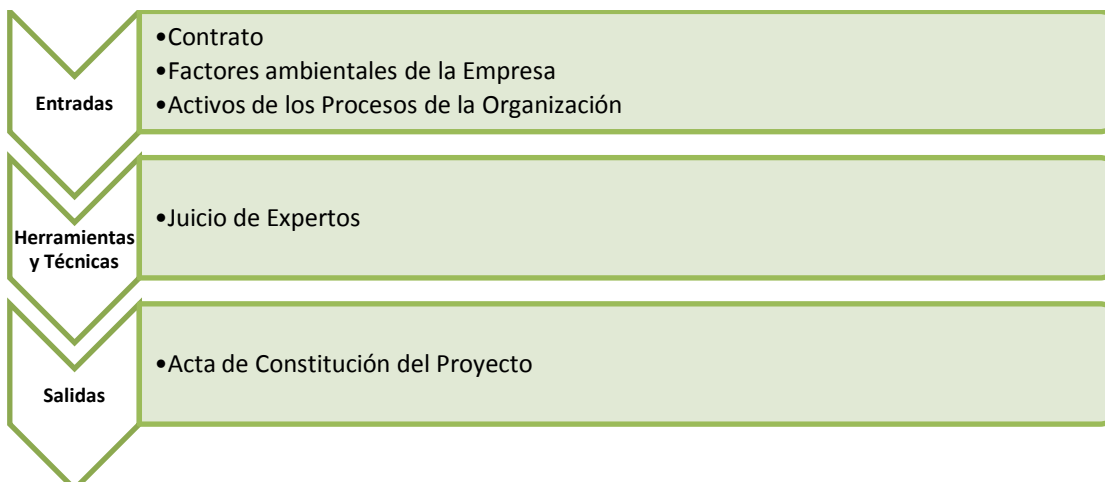 Entradas
•Contrato
•Factores ambientales de la Empresa
•Activos de los Procesos de la Organización
Herramientas
y Técnicas
•Juicio de Expertos
Salidas
•Acta de Constitución del Proyecto